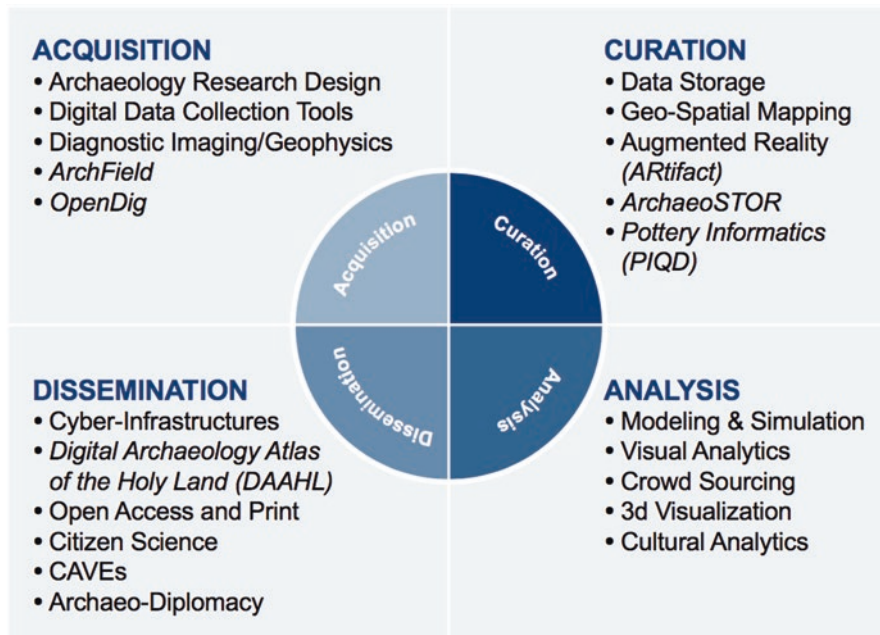 ACQUISITION
• Archaeology Research Design
• Digital Data Collection Tools
• Diagnostic Imaging/Geophysics
• ArchField
• OpenDig
CURATION
• Data Storage
• Geo-Spatial Mapping
• Augmented Reality
(ARtifact)
• ArchaeoSTOR
• Pottery Informatics
(PIQD)
Acquisition
Curation
Dissemination
Analysis
DISSEMINATION
• Cyber-Infrastructures
• Digital Archaeology Atlas
of the Holy Land (DAAHL)
• Open Access and Print
• Citizen Science
• CAVEs
• Archaeo-Diplomacy
ANALYSIS
• Modeling & Simulation
• Visual Analytics
• Crowd Sourcing
• 3d Visualization
• Cultural Analytics